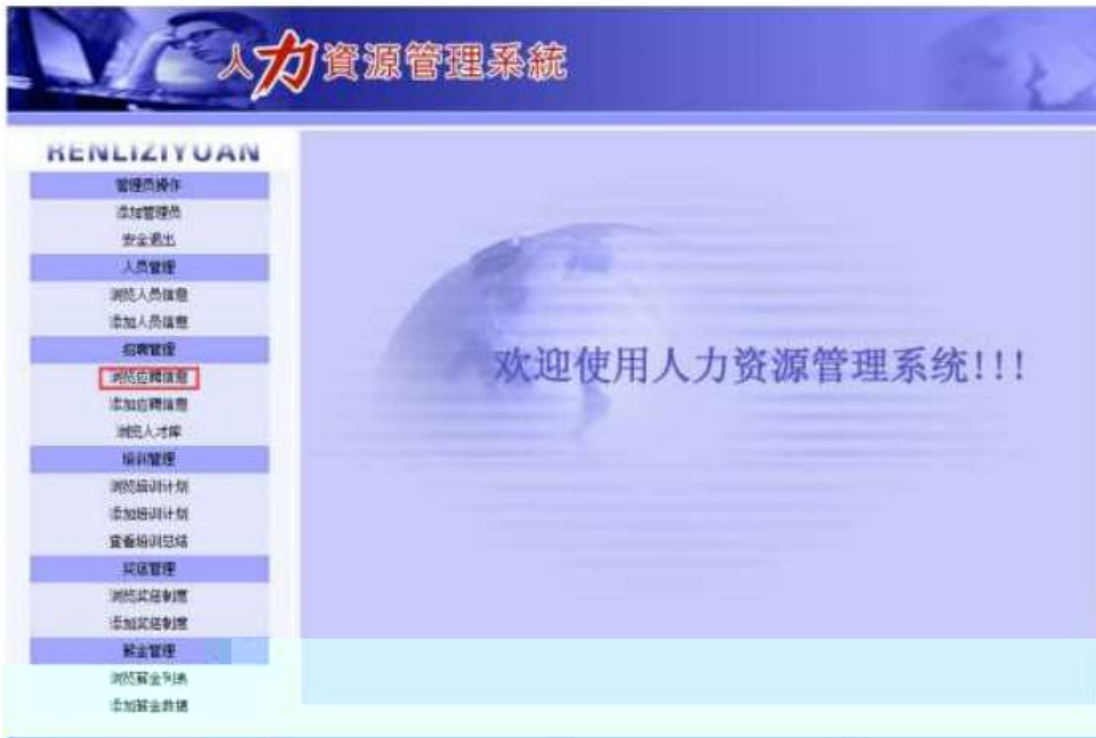 人力資源管理系統
RENLIZIYUAN
管理员操作
添加管理员
安全退出
人员管理
浏览人员信息
添加人员信息
招聘管理
浏览应聘信息
添加应聘信息
浏览人才库
培训管理
浏览培训计划
添加培训计划
查看培训总结
奖惩管理
浏览奖惩制度
添加奖惩制度
薪金管理
浏览薪金列表
添加薪金数据
欢迎使用人力资源管理系统!!!